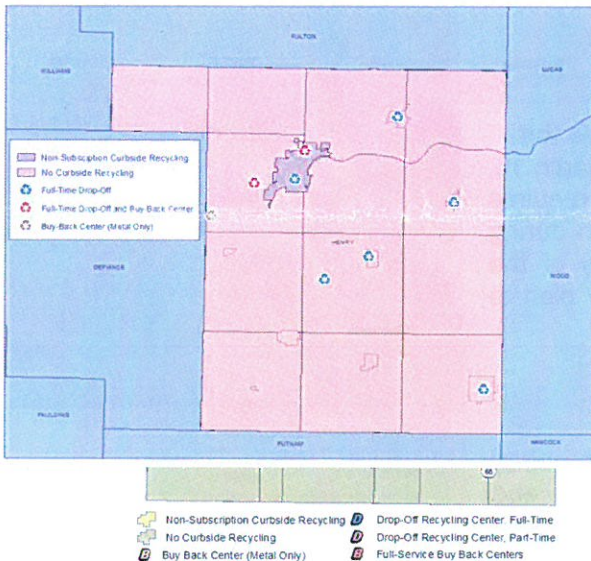 FULTON
WILLIAMS
LUCAS
Non-Subsciption Curbside Recycling
No Curbside Recycling
Full-Time Drop-Off
Full-Time Drop-Off and Buy Back Center
Buy-Back Center (Metal Only)
HENRY
DEFIANCE
WOOD
PAULDING
PUTNAM
HANCOCK
65
Non-Subscription Curbside Recycling
D Drop-Off Recycling Center, Full-Time
No Curbside Recycling
D Drop-Off Recycling Center, Part-Time
B Buy Back Center (Metal Only)
B Full-Service Buy Back Centers